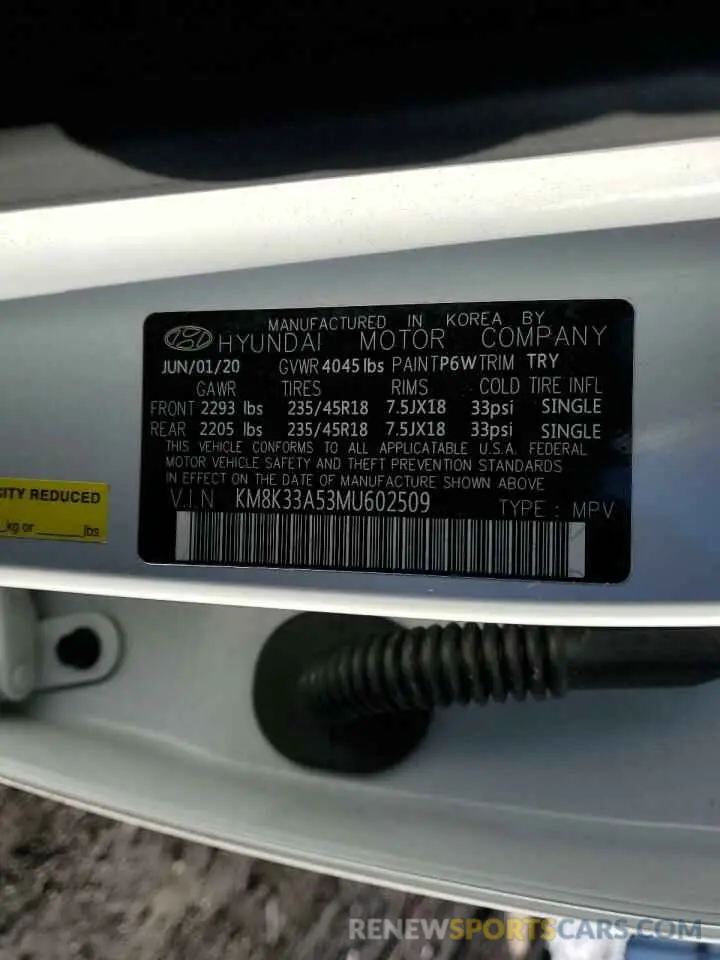 MANUFACTURED IN KOREA BY
HYUNDAI MOTOR COMPANY
JUN/01/20 GVWR 4045 lbs PAINT P6W TRIM TRY
GAWR TIRES RIMS COLD TIRE INFL
FRONT 2293 lbs 235/45R18 7.5JX18 33psi SINGLE
REAR 2205 lbs 235/45R18 7.5JX18 33psi SINGLE
THIS VEHICLE CONFORMS TO ALL APPLICATABLE U.S.A. FEDERAL
MOTOR VEHICLE SAFETY AND THEFT PREVENTION STANDARDS
IN EFFECT ON THE DATE OF MANUFACTURE SHOWN ABOVE
V.I.N KM8K33A53MU602509 TYPE : MPV
CITY REDUCED
kg or ______lbs
RENEWSPORTSCARS.COM